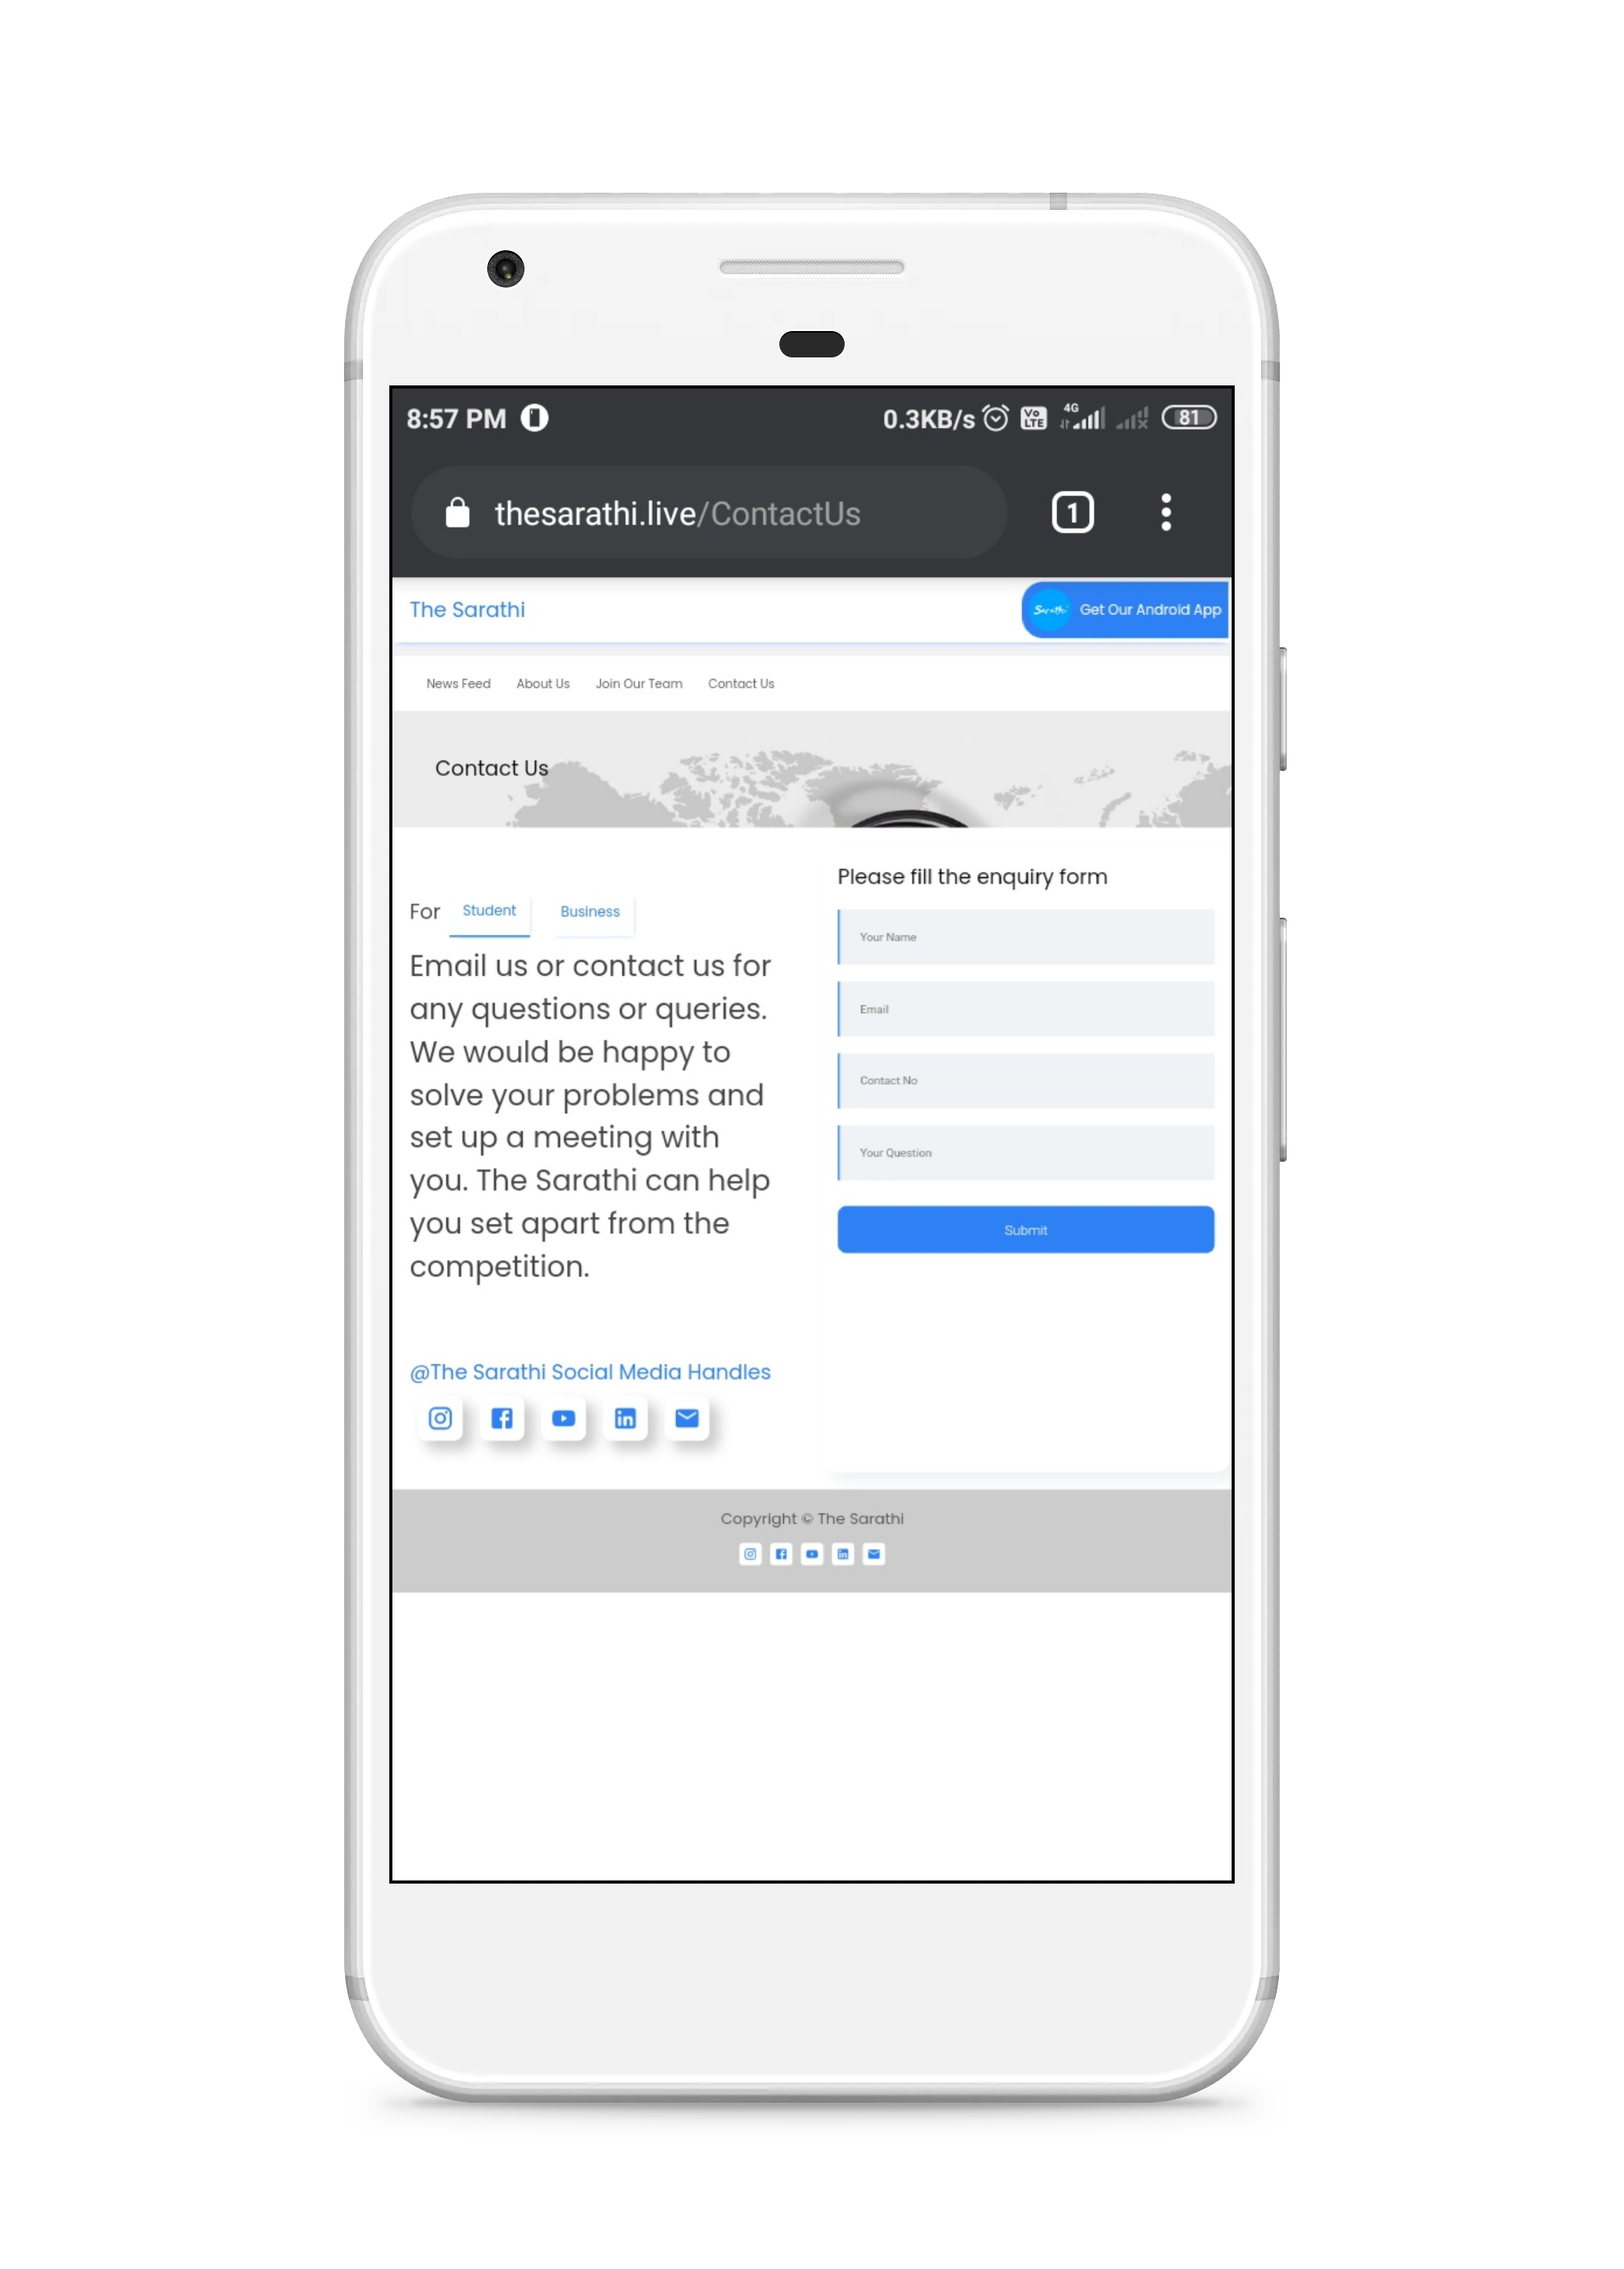 8:57 PM 0.3KB/s Vo LTE 4G 81
thesarathi.live/ContactUs 1
The Sarathi
Sarathi Get Our Android App
News Feed About Us Join Our Team Contact Us
Contact Us
For Student Business
Email us or contact us for
any questions or queries.
We would be happy to
solve your problems and
set up a meeting with
you. The Sarathi can help
you set apart from the
competition.
@The Sarathi Social Media Handles
Please fill the enquiry form
Your Name
Email
Contact No
Your Question
Submit
Copyright © The Sarathi